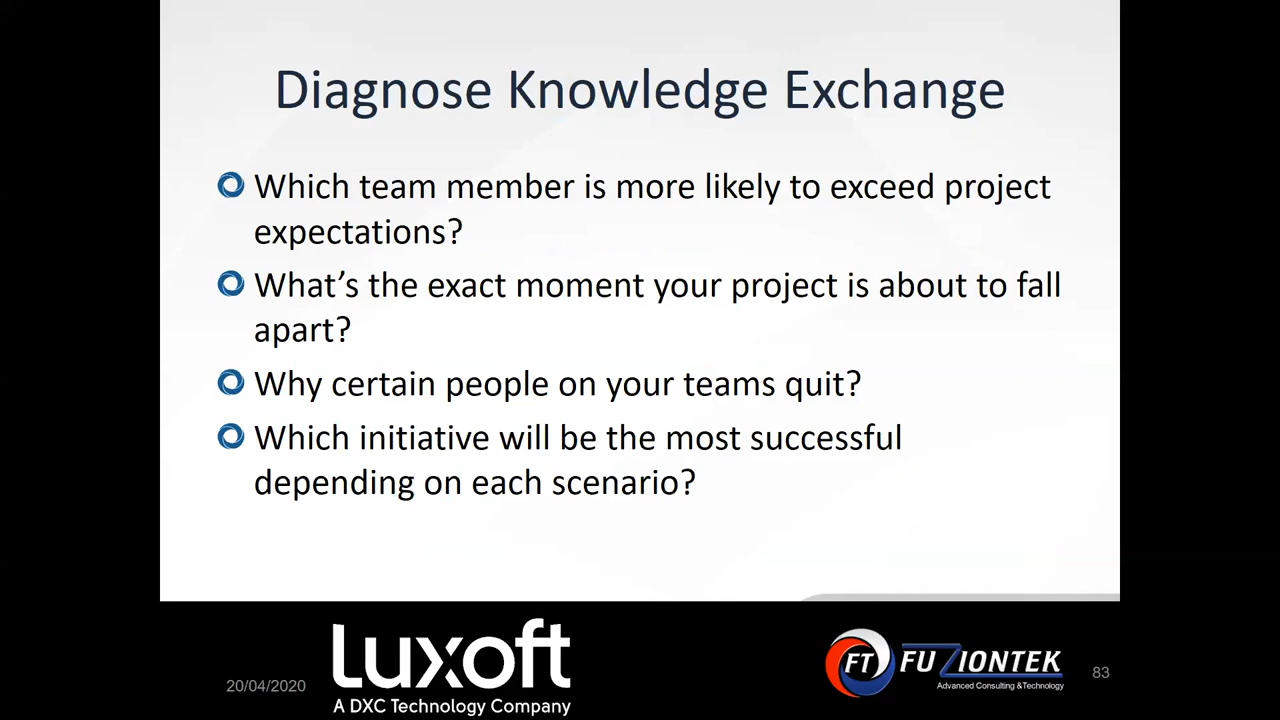 Diagnose Knowledge Exchange
Which team member is more likely to exceed project
expectations?
What’s the exact moment your project is about to fall
apart?
Why certain people on your teams quit?
Which initiative will be the most successful
depending on each scenario?
20/04/2020
Luxoft
A DXC Technology Company
FT
FUZIONTEK
Advanced Consulting &Technology
83